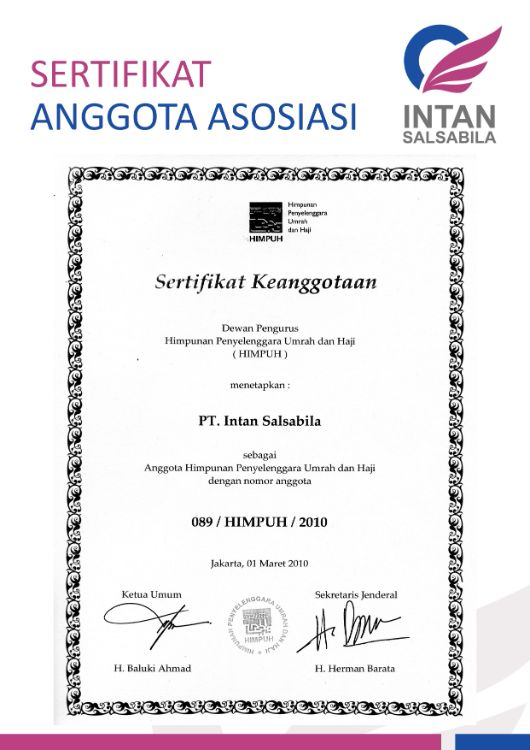 SERTIFIKAT
ANGGOTA ASOSIASI
INTAN
SALSABILA
HIMPUH
Himpunan
Penyelenggara
Umrah
dan Haji
Sertifikat Keanggotaan
Dewan Pengurus
Himpunan Penyelenggara Umrah dan Haji
( HIMPUH )
menetapkan :
PT. Intan Salsabila
sebagai
Anggota Himpunan Penyelenggara Umrah dan Haji
dengan nomor anggota
089 / HIMPUH / 2010
Jakarta, 01 Maret 2010
Ketua Umum
Sekretaris Jenderal
HIMPUNAN PENYELENGGARA UMRAH DAN HAJI
HIMPUH
H. Baluki Ahmad
H. Herman Barata